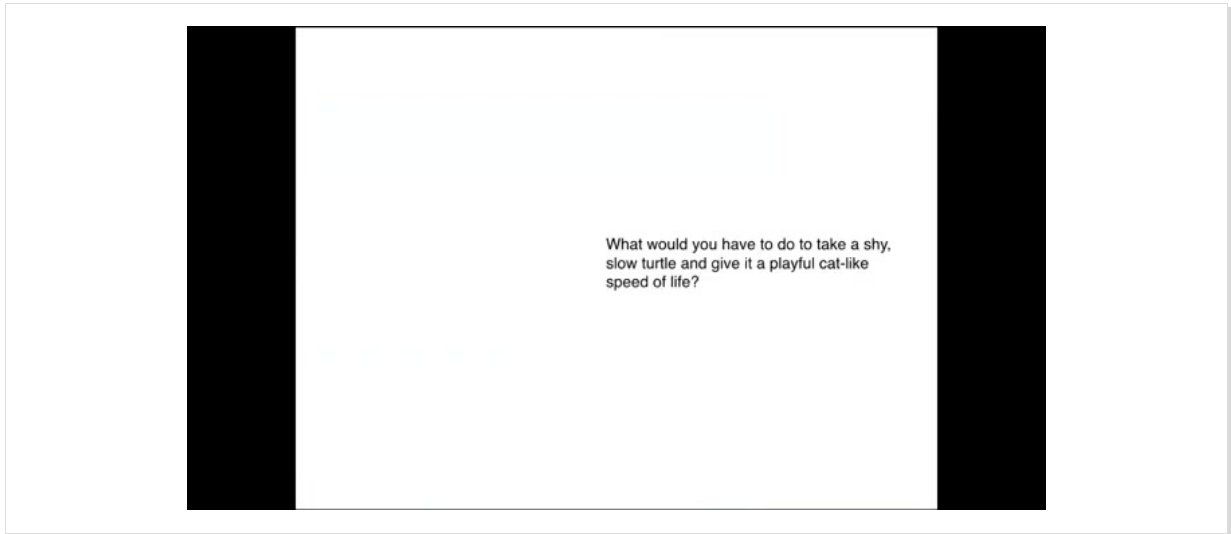 What would you have to do to take a shy,
slow turtle and give it a playful cat-like
speed of life?